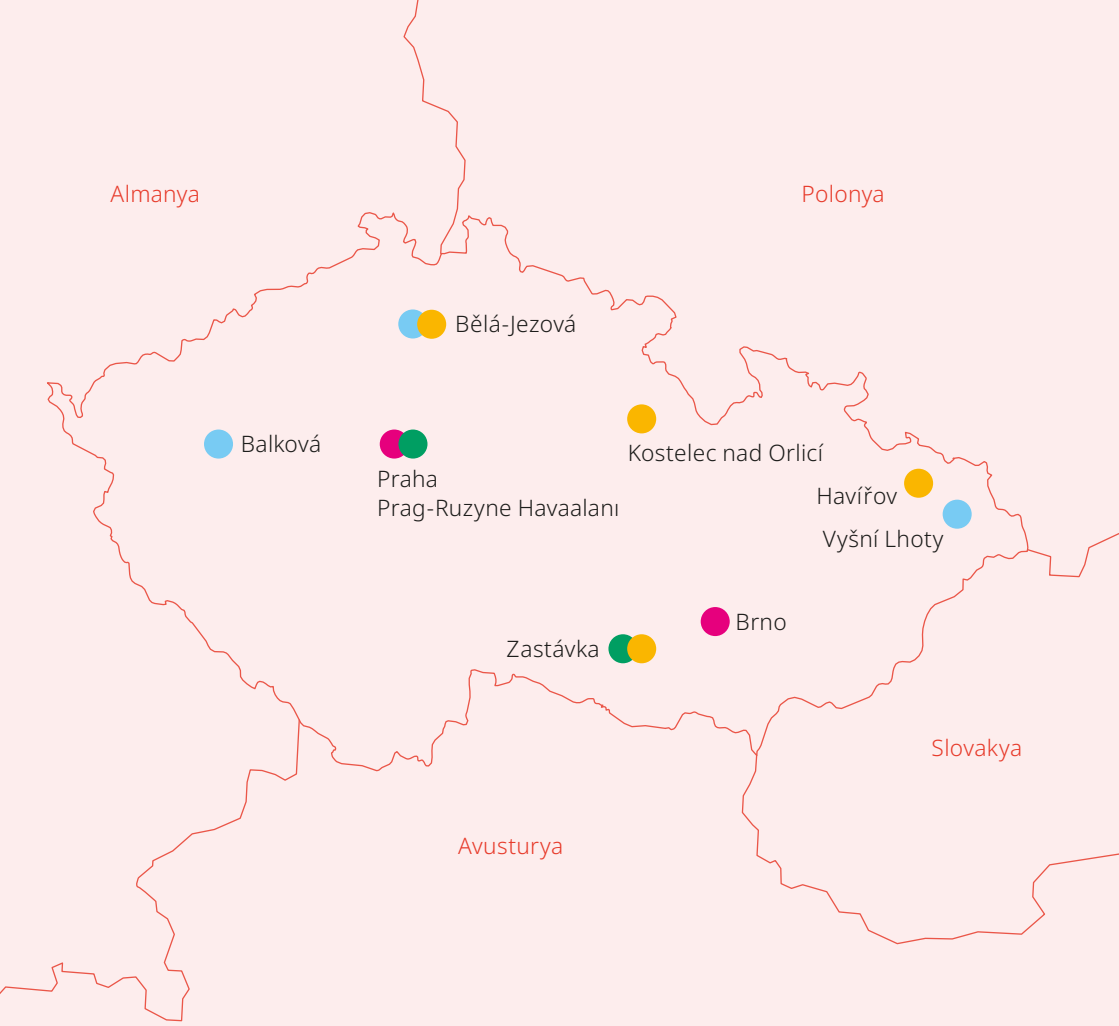 Almanya
Polonya
Bělá-Jezová
Balková
Kostelec nad Orlicí
Praha
Prag-Ruzyne Havaalanı
Havířov
Vyšní Lhoty
Brno
Zastávka
Slovakya
Avusturya